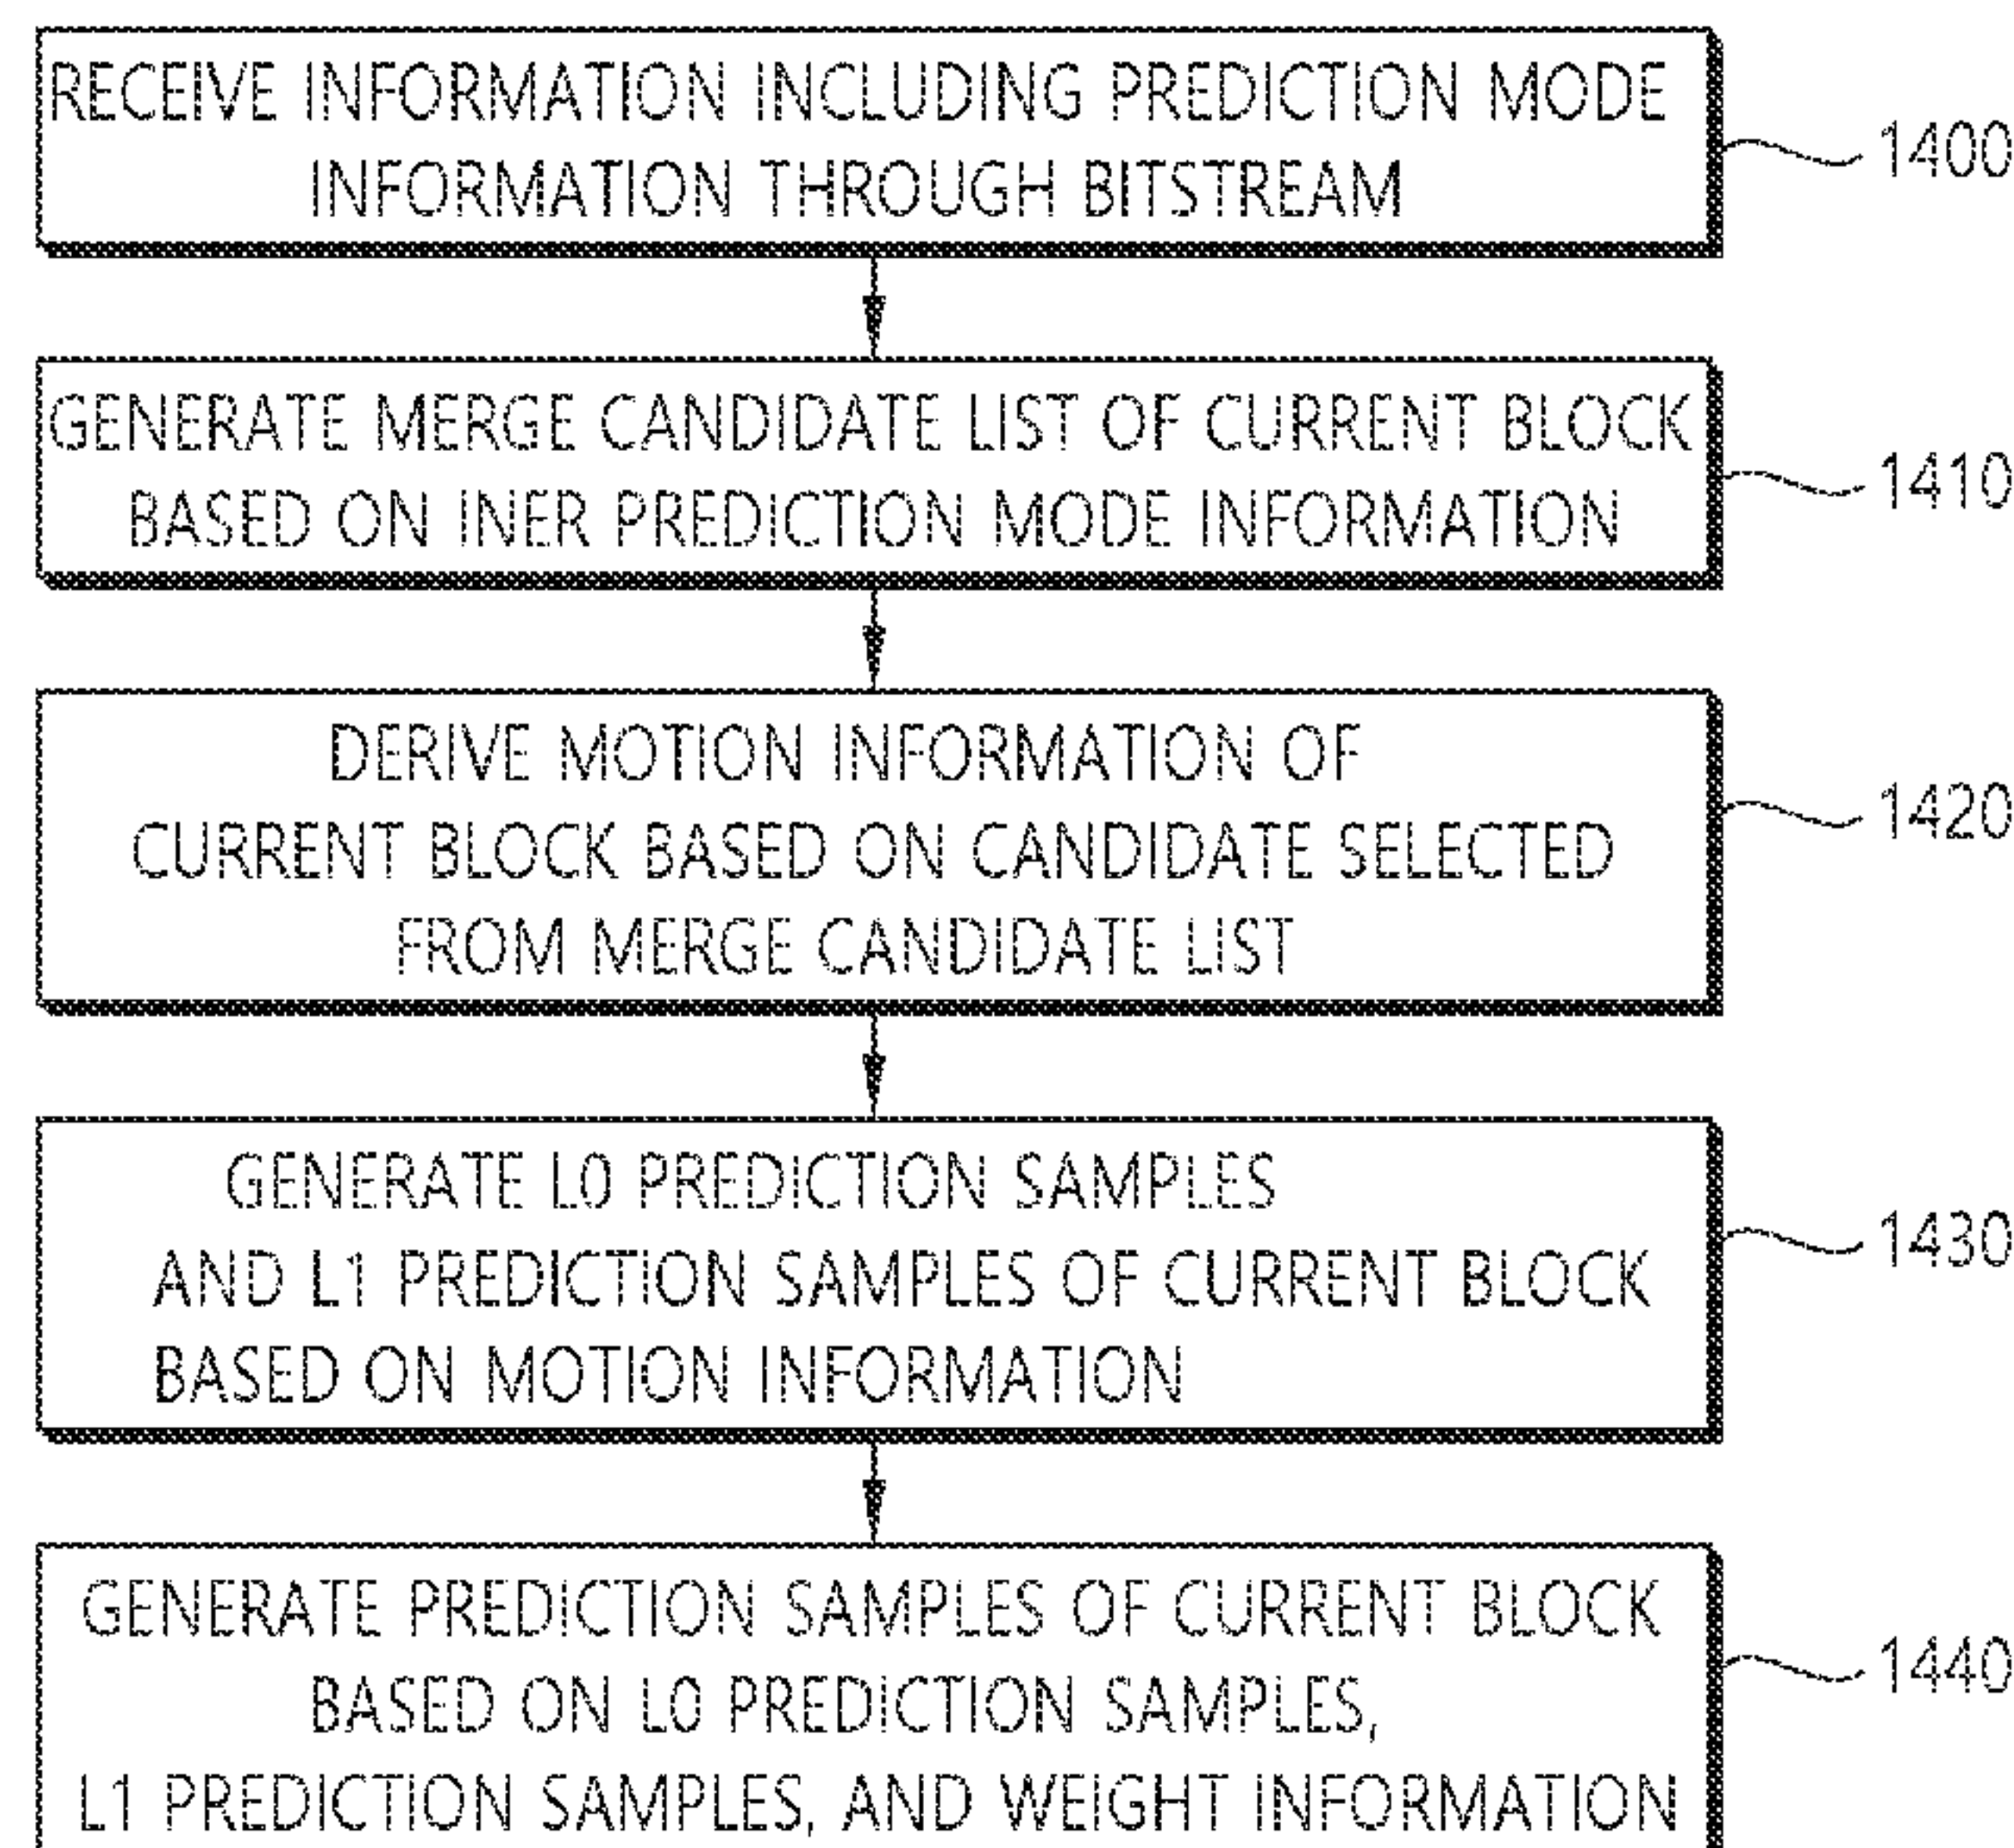 RECEIVE INFORMATION INCLUDING PREDICTION MODE
INFORMATION THROUGH BITSTREAM
1400
GENERATE MERGE CANDIDATE LIST OF CURRENT BLOCK
BASED ON INER PREDICTION MODE INFORMATION
1410
DERIVE MOTION INFORMATION OF
CURRENT BLOCK BASED ON CANDIDATE SELECTED
FROM MERGE CANDIDATE LIST
1420
GENERATE L0 PREDICTION SAMPLES
AND L1 PREDICTION SAMPLES OF CURRENT BLOCK
BASED ON MOTION INFORMATION
1430
GENERATE PREDICTION SAMPLES OF CURRENT BLOCK
BASED ON L0 PREDICTION SAMPLES,
L1 PREDICTION SAMPLES, AND WEIGHT INFORMATION
1440